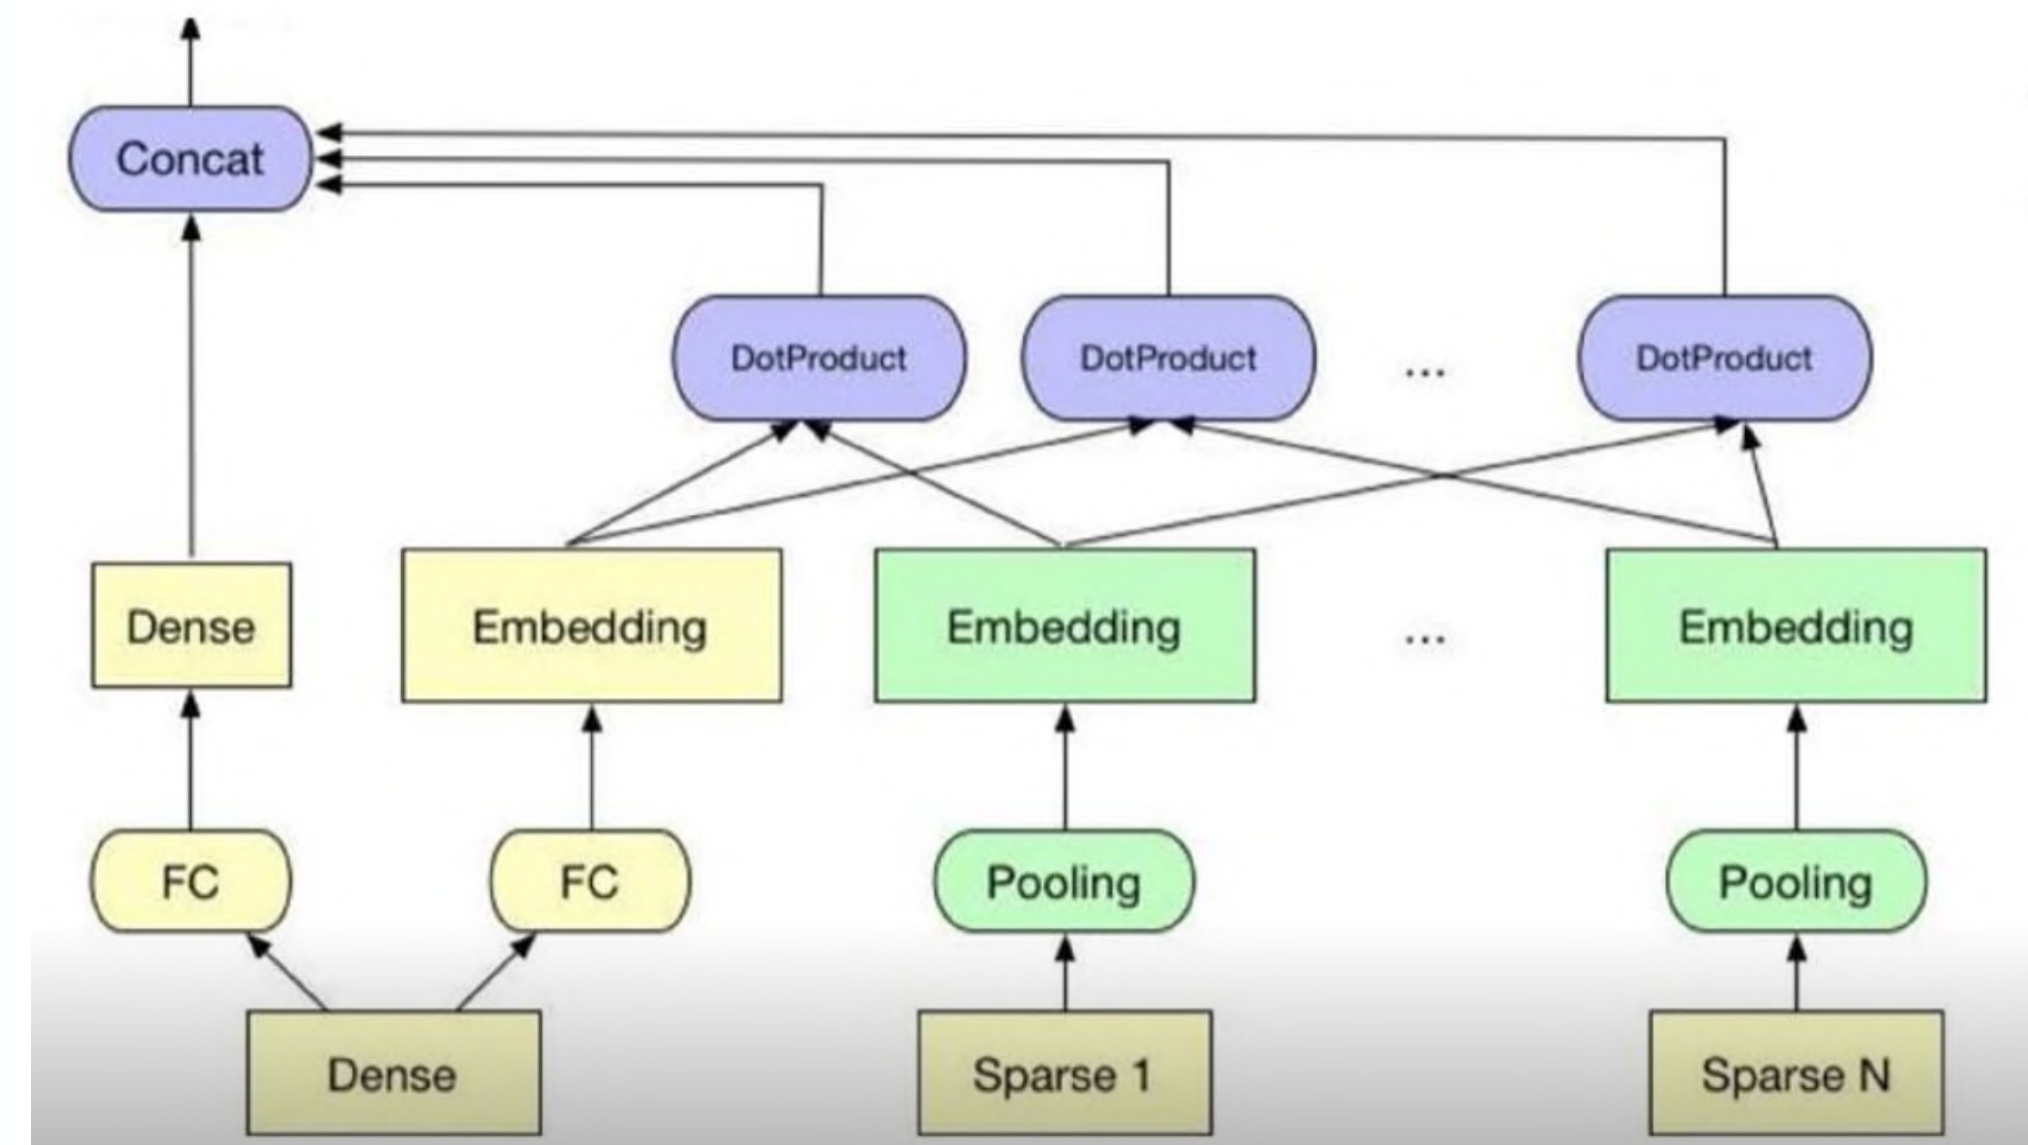 Concat
DotProduct DotProduct ... DotProduct
Dense Embedding Embedding ... Embedding
FC FC Pooling Pooling
Dense Sparse 1 Sparse N